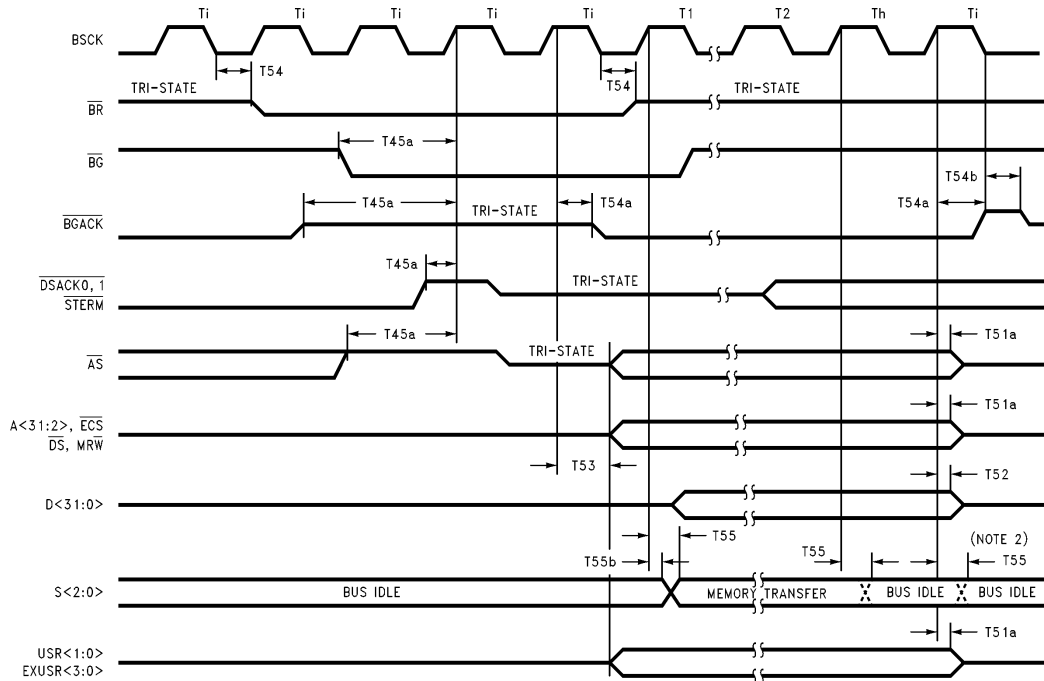 Ti Ti Ti Ti Ti T1 T2 Th Ti
BSCK
T54 T54
TRI-STATE TRI-STATE
BR
T45a
BG
T54b
T45a TRI-STATE T54a T54a
BGACK
T45a
DSACK0, 1 TRI-STATE
STERM
T45a T51a
AS TRI-STATE
T51a
A<31:2>, ECS
DS, MRW
T53
T52
D<31:0>
(NOTE 2)
T55b T55 T55 T55
S<2:0> BUS IDLE MEMORY TRANSFER BUS IDLE BUS IDLE
T51a
USR<1:0>
EXUSR<3:0>